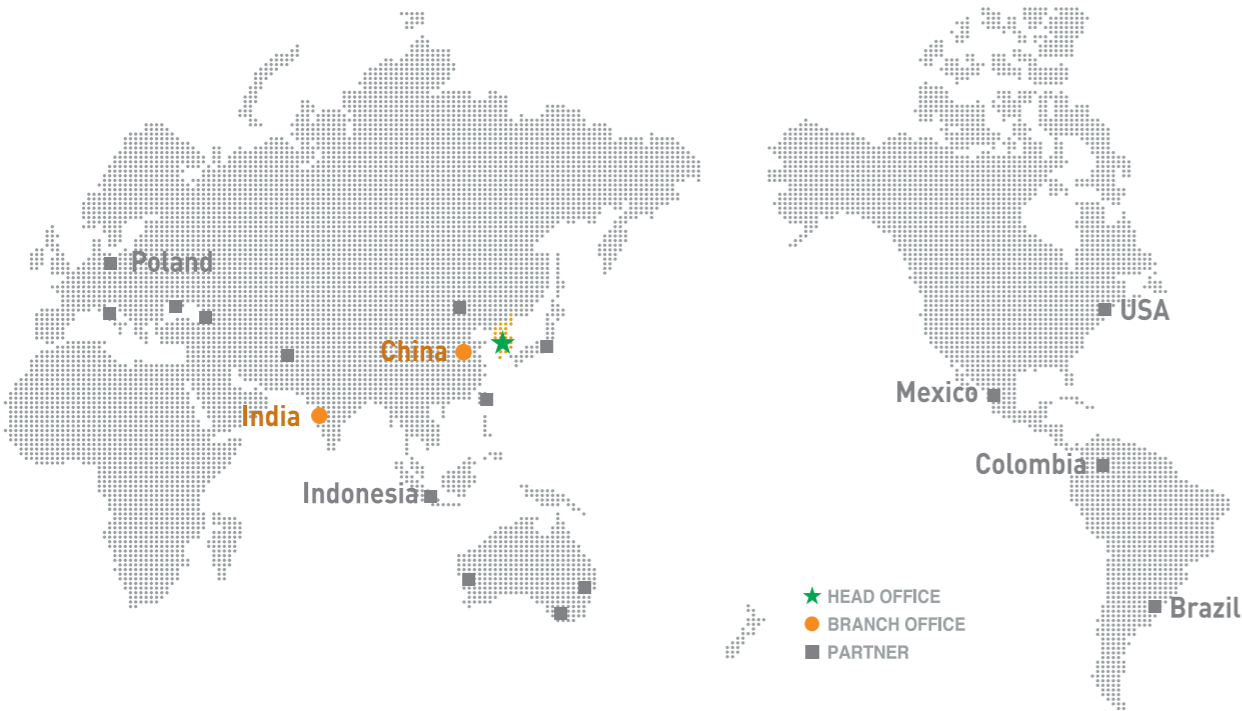 Poland
USA
China
Mexico
India
Colombia
Indonesia
HEAD OFFICE
BRANCH OFFICE
PARTNER
Brazil